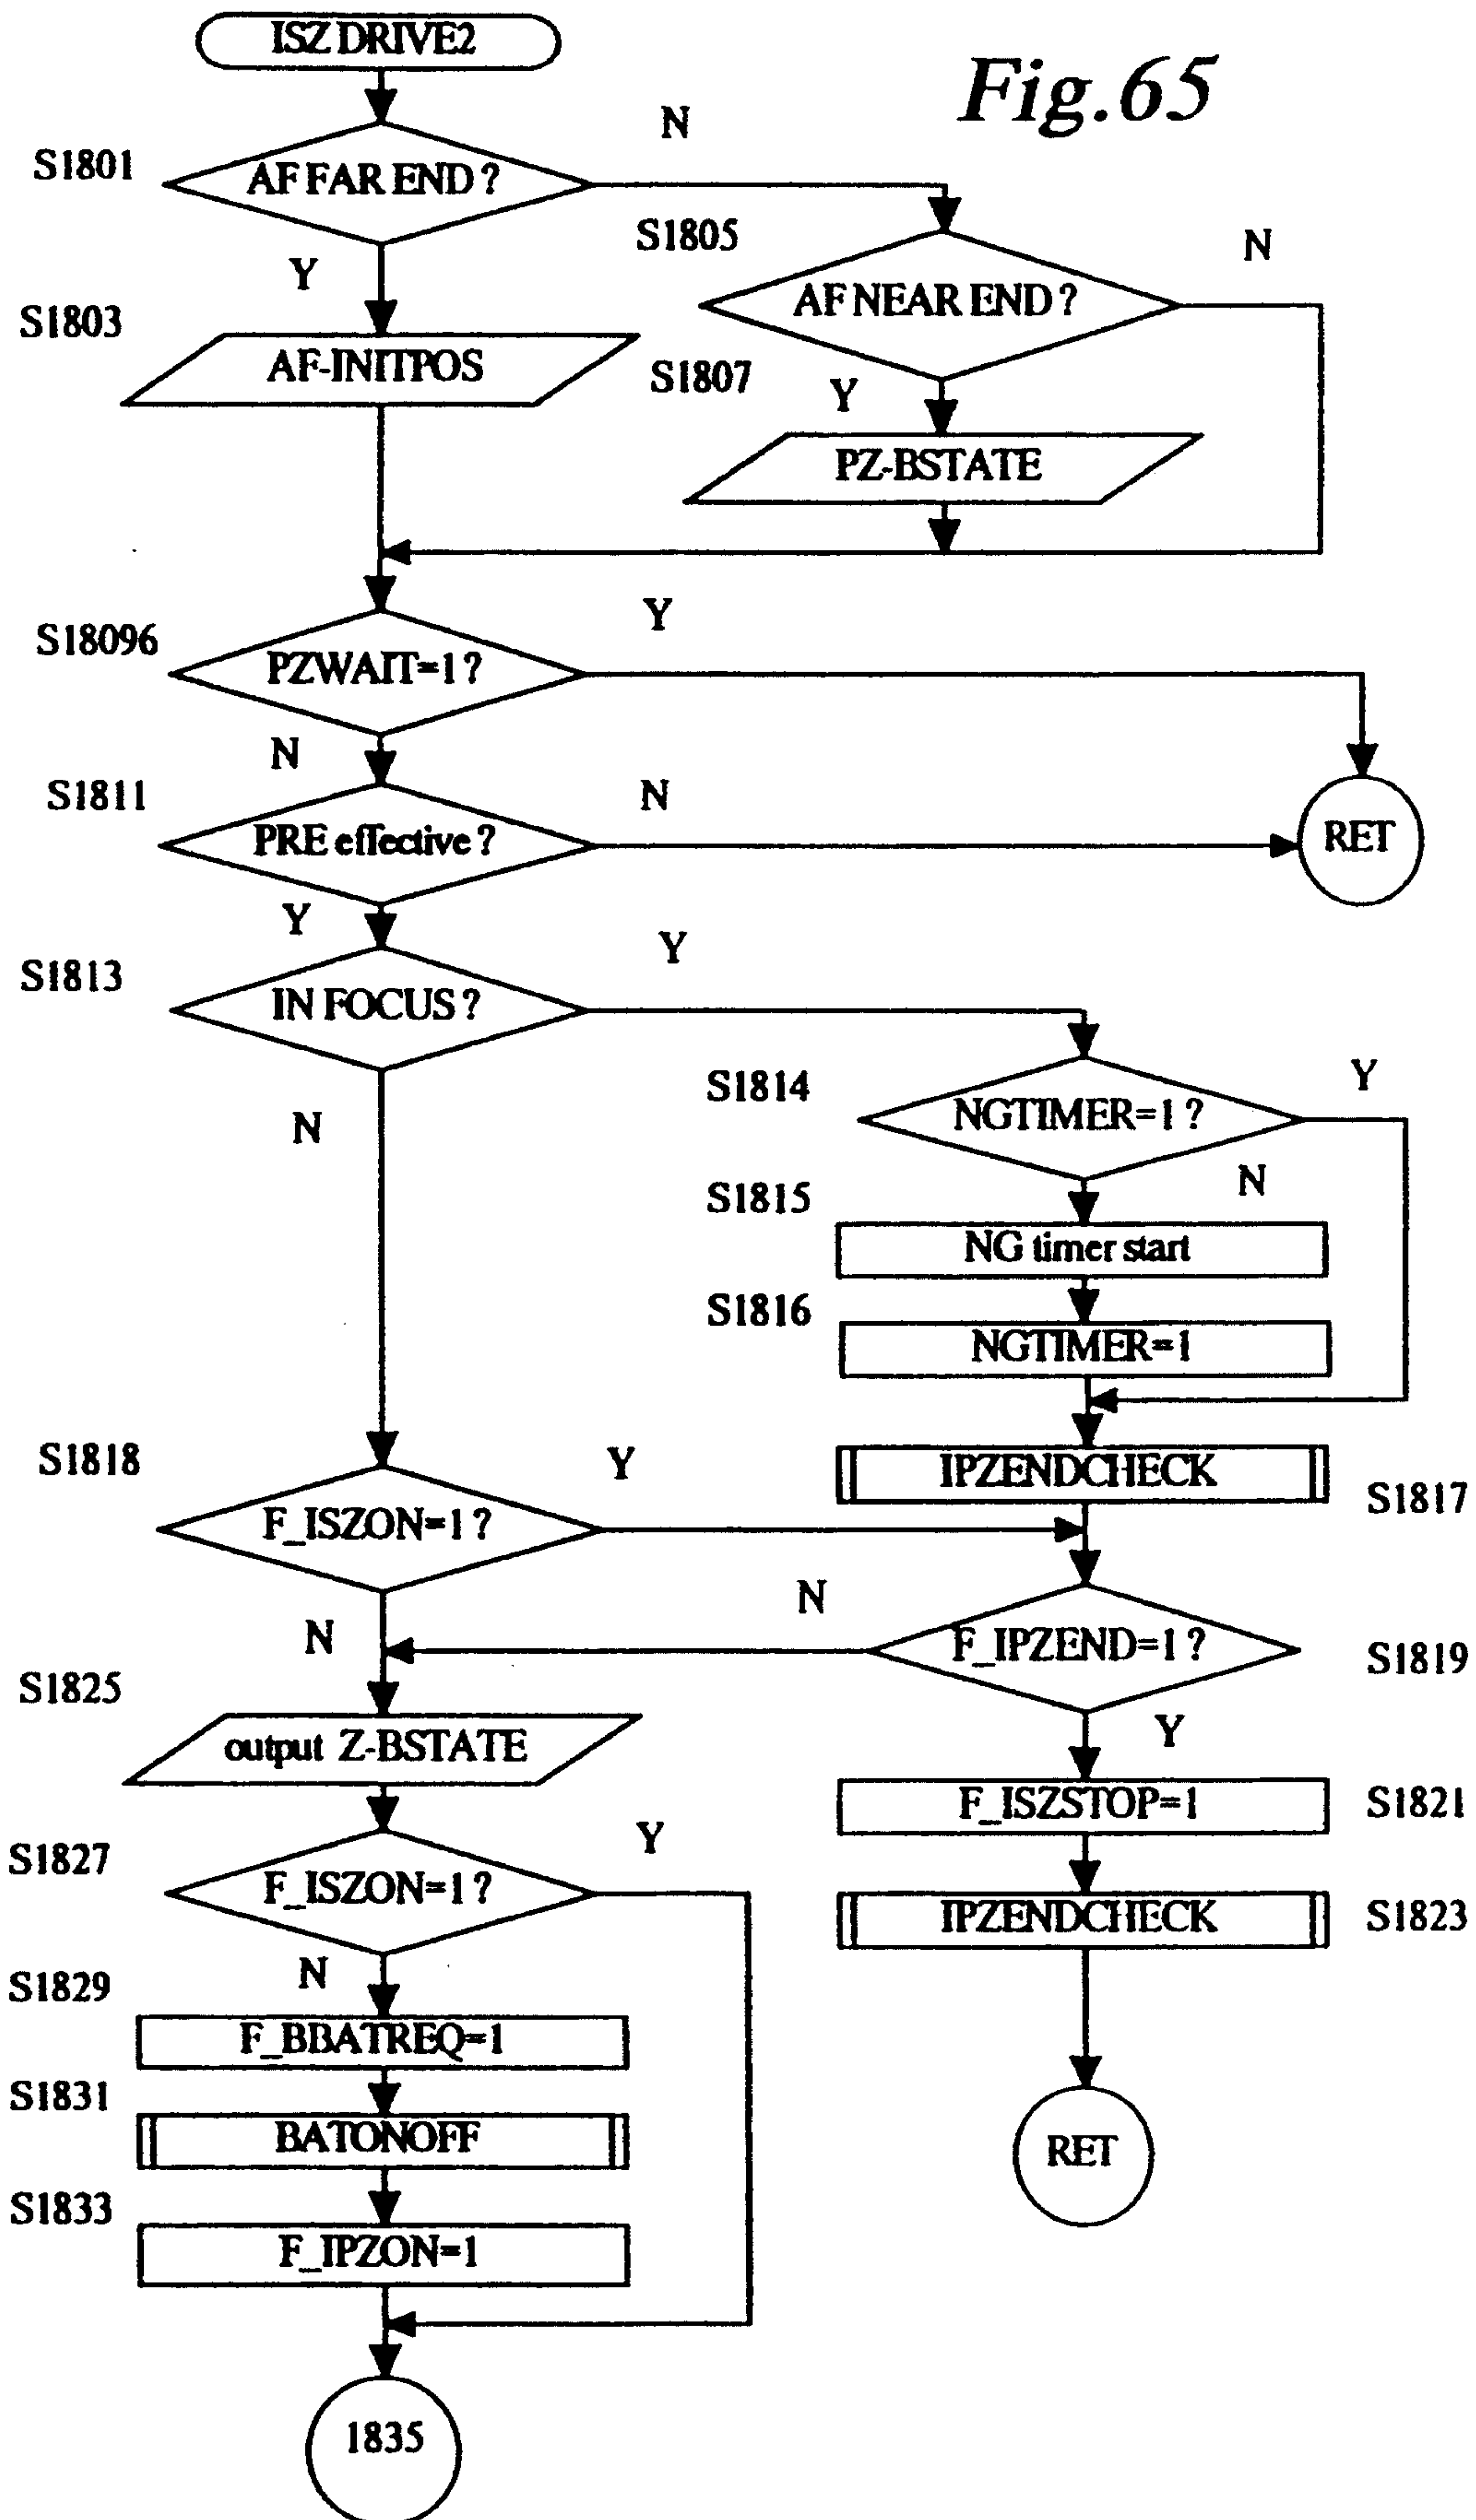 ISZ DRIVE2
Fig.65
N
S1801
AF FAR END ?
S1805
N
Y
AF NEAR END ?
S1803
AF-INITPOS
S1807
Y
PZ-BSTATE
Y
S18096
PZWAIT=1 ?
N
S1811
N
PRE effective ?
RET
Y
Y
S1813
IN FOCUS ?
S1814
Y
NGTIMER=1 ?
N
N
S1815
NG timer start
S1816
NGTIMER=1
S1818
Y
IPZENDCHECK
S1817
F_ISZON=1 ?
N
N
F_IPZEND=1 ?
S1819
S1825
Y
output Z-BSTATE
F_ISZSTOP=1
S1821
Y
S1827
F_ISZON=1 ?
IPZENDCHECK
S1823
N
S1829
F_BBATREQ=1
S1831
BATONOFF
RET
S1833
F_IPZON=1
1835